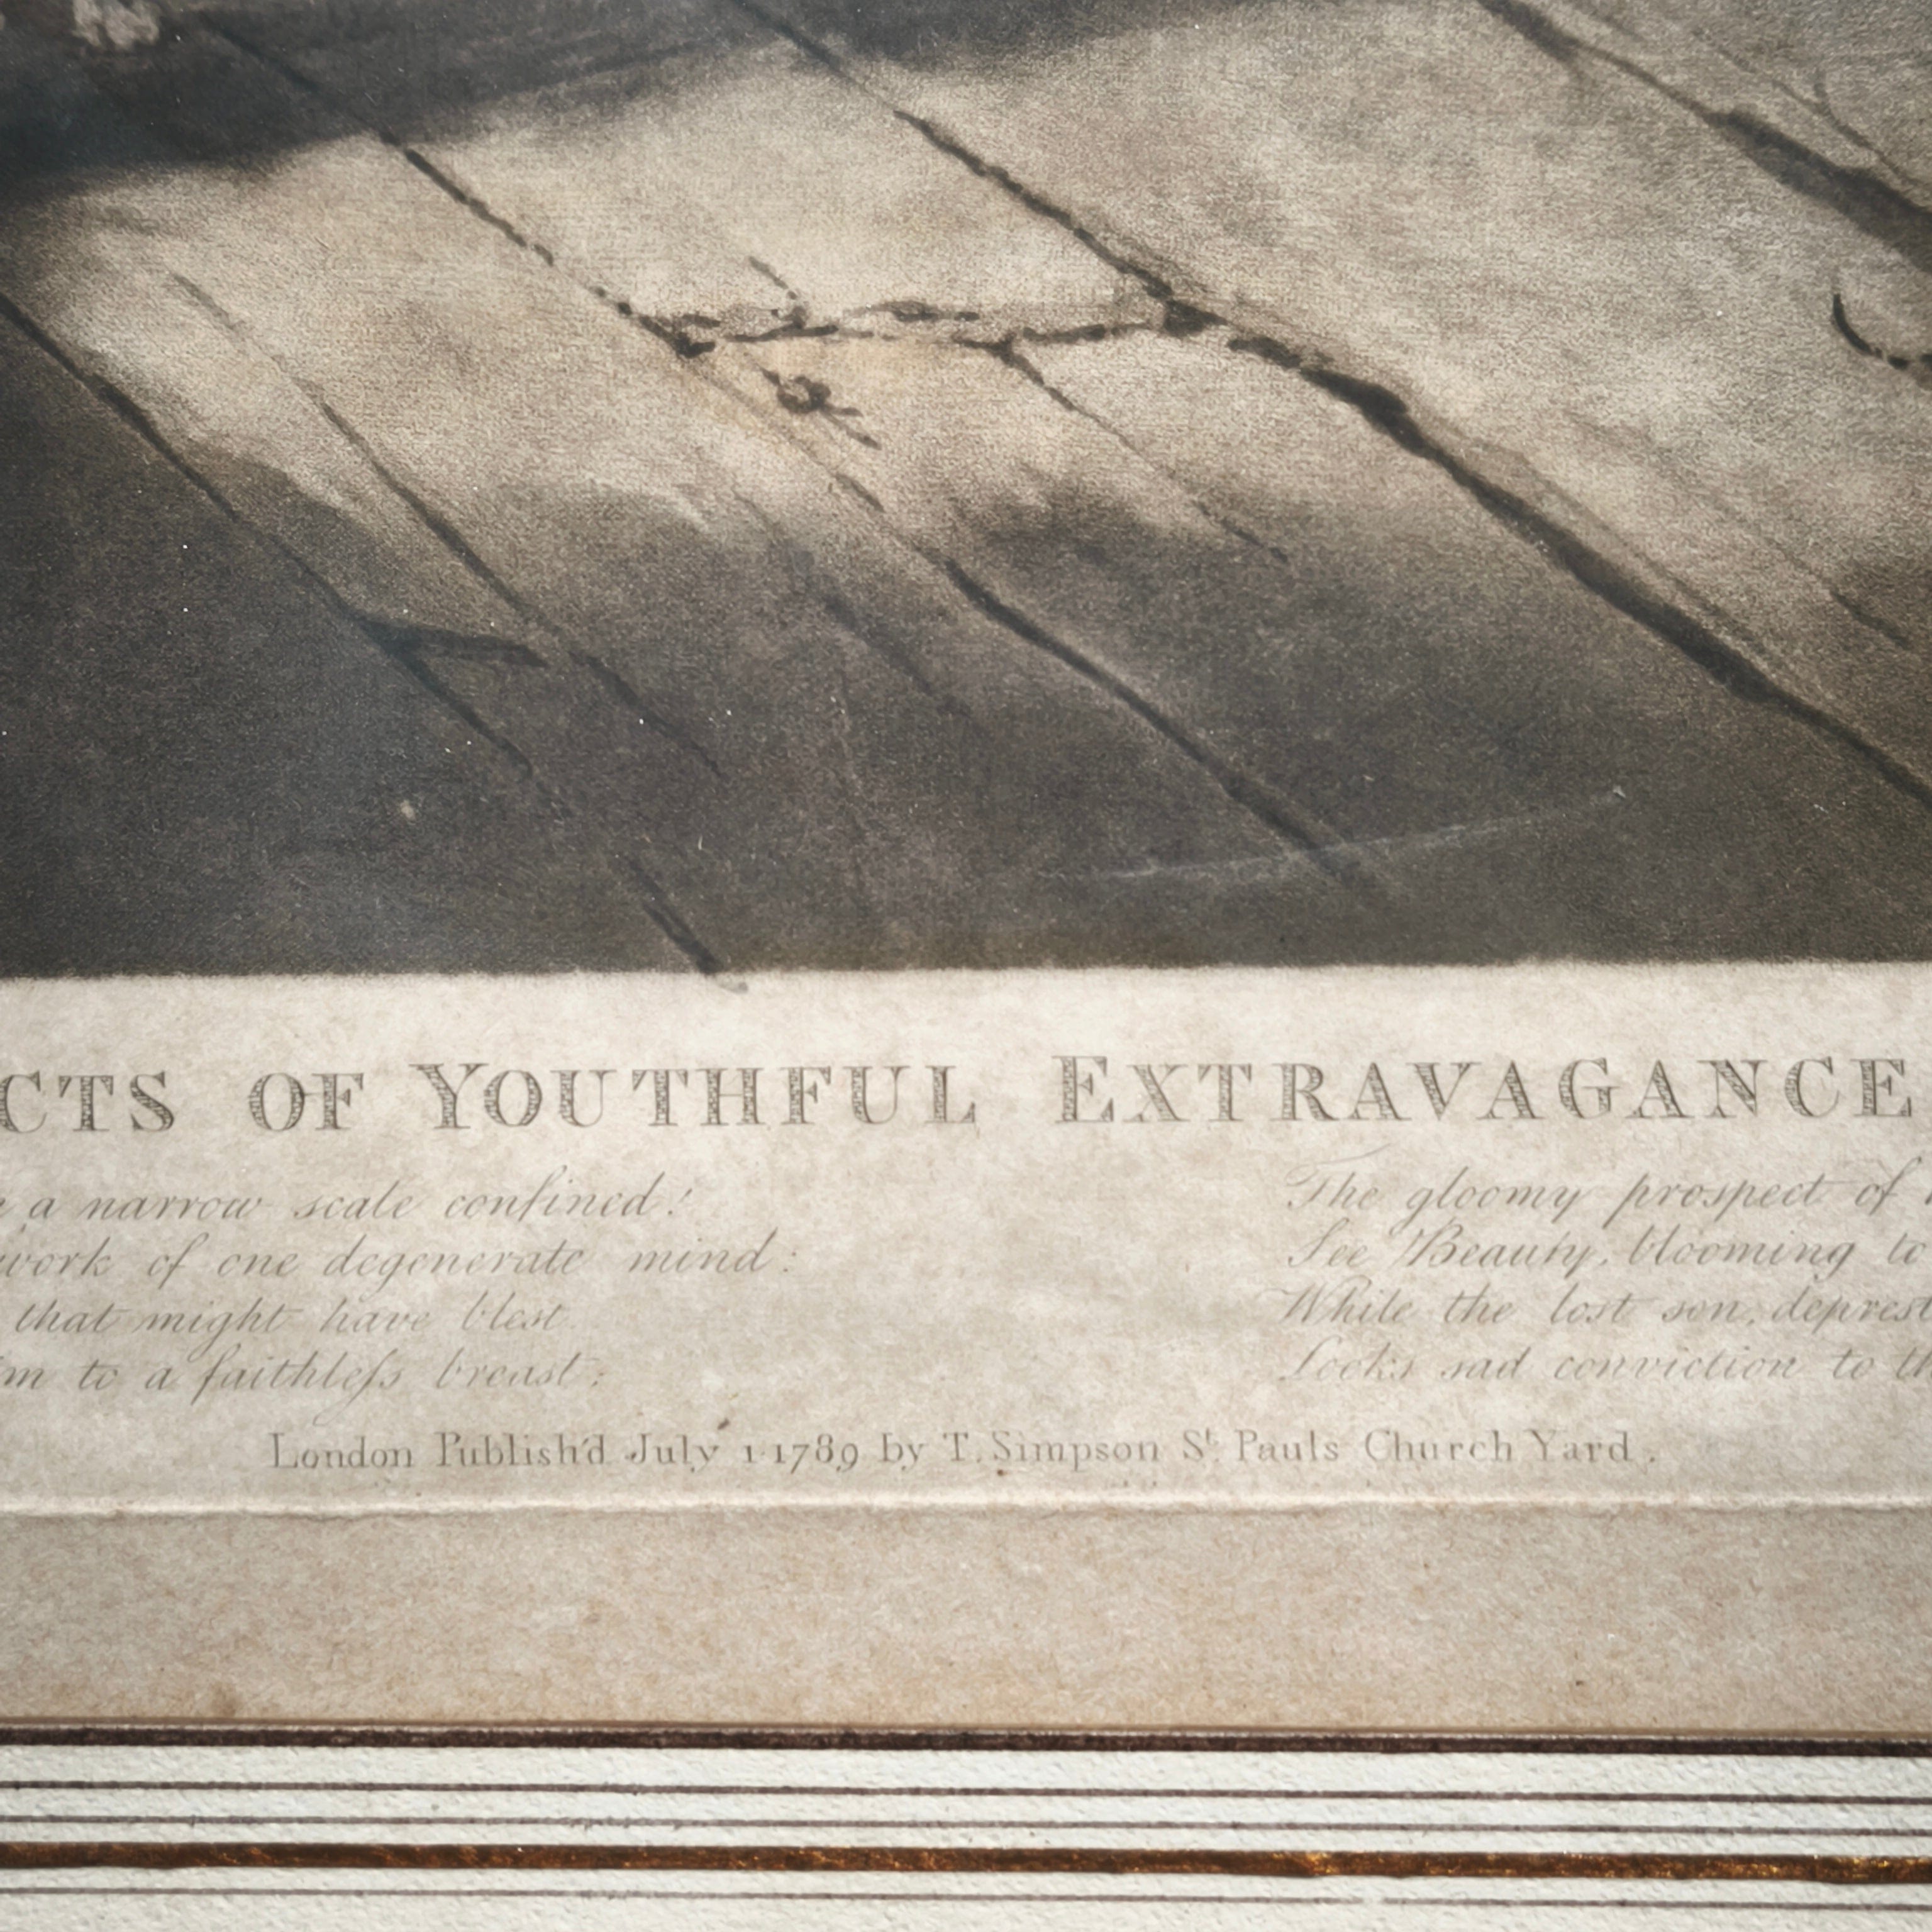 CTS OF YOUTHFUL EXTRAVAGANCE
a narrow scale confined!
work of one degenerate mind:
that might have blest
to a faithleſs breast;
The gloomy prospect of
See Beauty, blooming to
While the lost son, deprest
Looks sad conviction to
London Publish'd July 1 1789 by T. Simpson St. Pauls Church Yard.